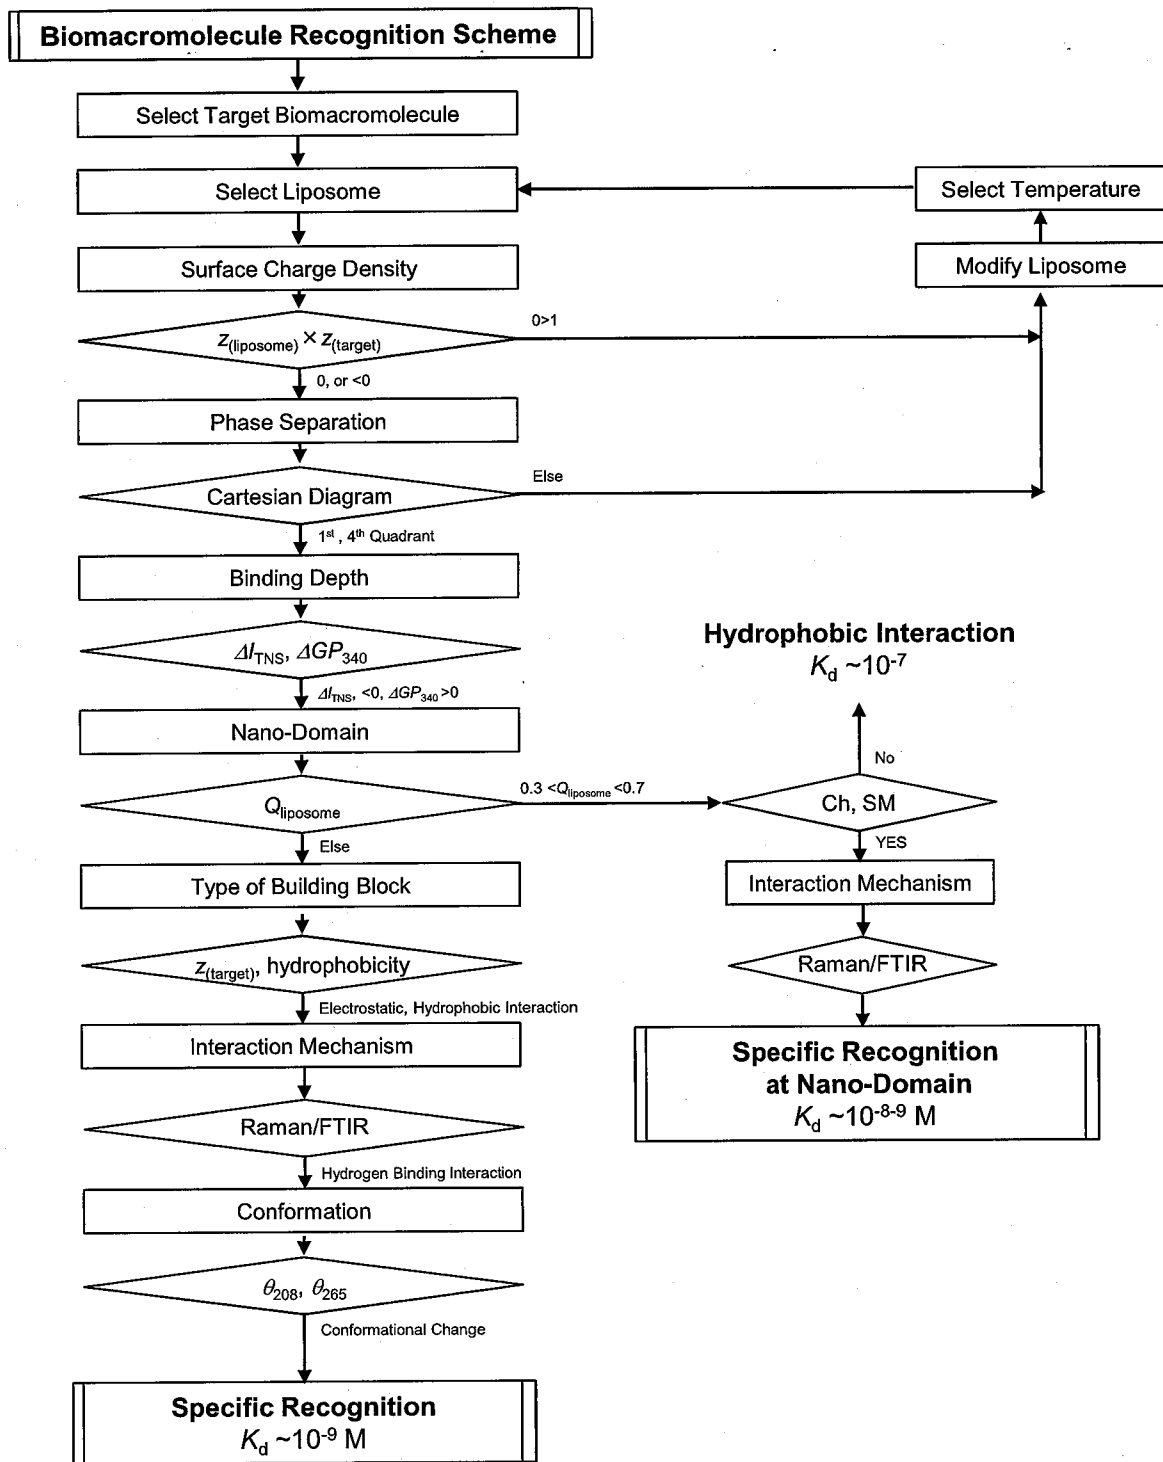 Biomacromolecule Recognition Scheme
Select Target Biomacromolecule
Select Liposome
Select Temperature
Surface Charge Density
Modify Liposome
z(liposome) × z(target)
0>1
0, or <0
Phase Separation
Cartesian Diagram
Else
1st , 4th Quadrant
Binding Depth
ΔITNS, ΔGP340
ΔITNS, <0, ΔGP340 >0
Nano-Domain
Qliposome
0.3 <Qliposome <0.7
Else
Type of Building Block
z(target), hydrophobicity
Electrostatic, Hydrophobic Interaction
Interaction Mechanism
Raman/FTIR
Hydrogen Binding Interaction
Conformation
θ208, θ265
Conformational Change
Specific Recognition
Kd ~10-9 M
Hydrophobic Interaction
Kd ~10-7
No
Ch, SM
YES
Interaction Mechanism
Raman/FTIR
Specific Recognition
at Nano-Domain
Kd ~10-8-9 M